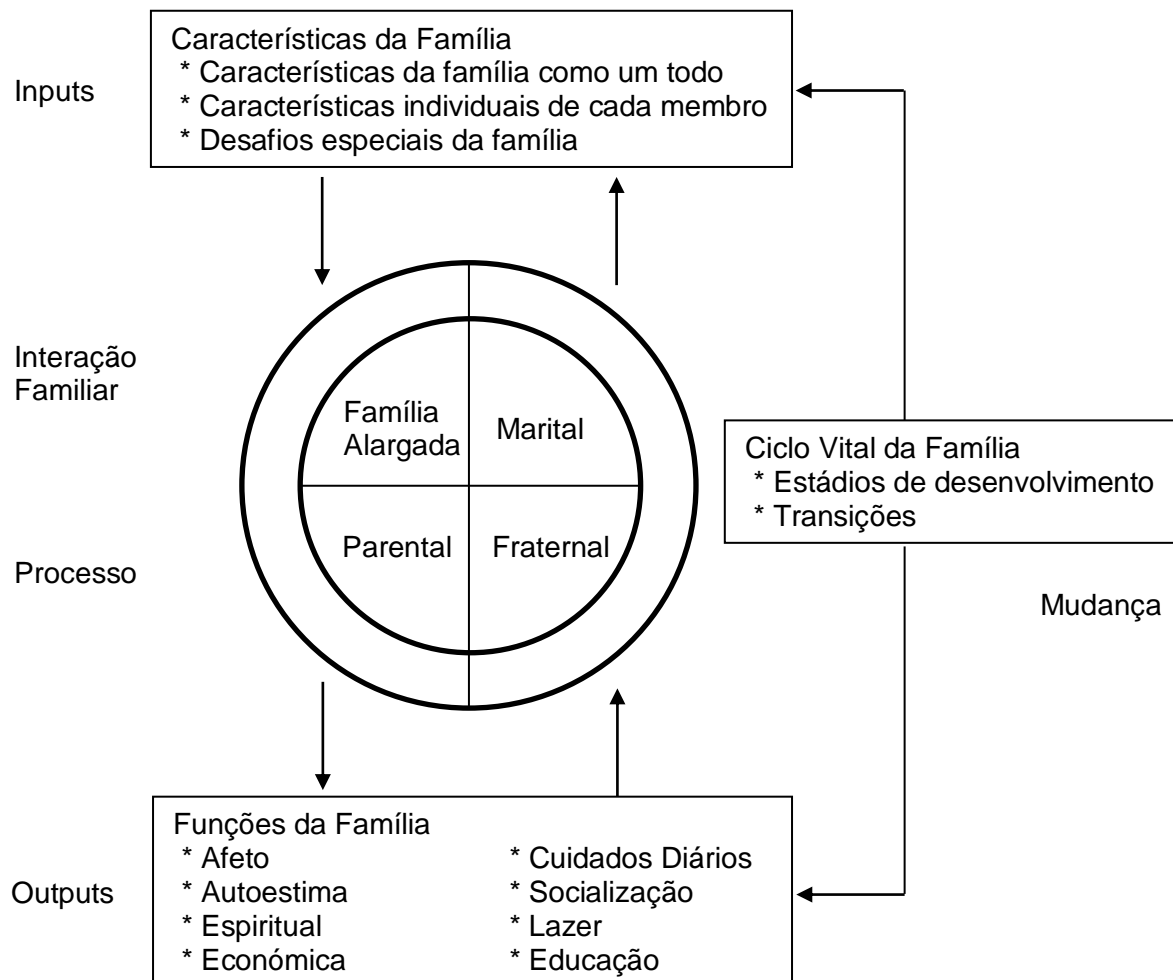 Características da Família
* Características da família como um todo
Inputs
* Características individuais de cada membro
* Desafios especiais da família
Interação
Familiar
Família
Alargada
Marital
Ciclo Vital da Família
* Estádios de desenvolvimento
* Transições
Parental
Fraternal
Processo
Mudança
Funções da Família
* Afeto
* Cuidados Diários
Outputs
* Autoestima
* Socialização
* Espiritual
* Lazer
* Económica
* Educação